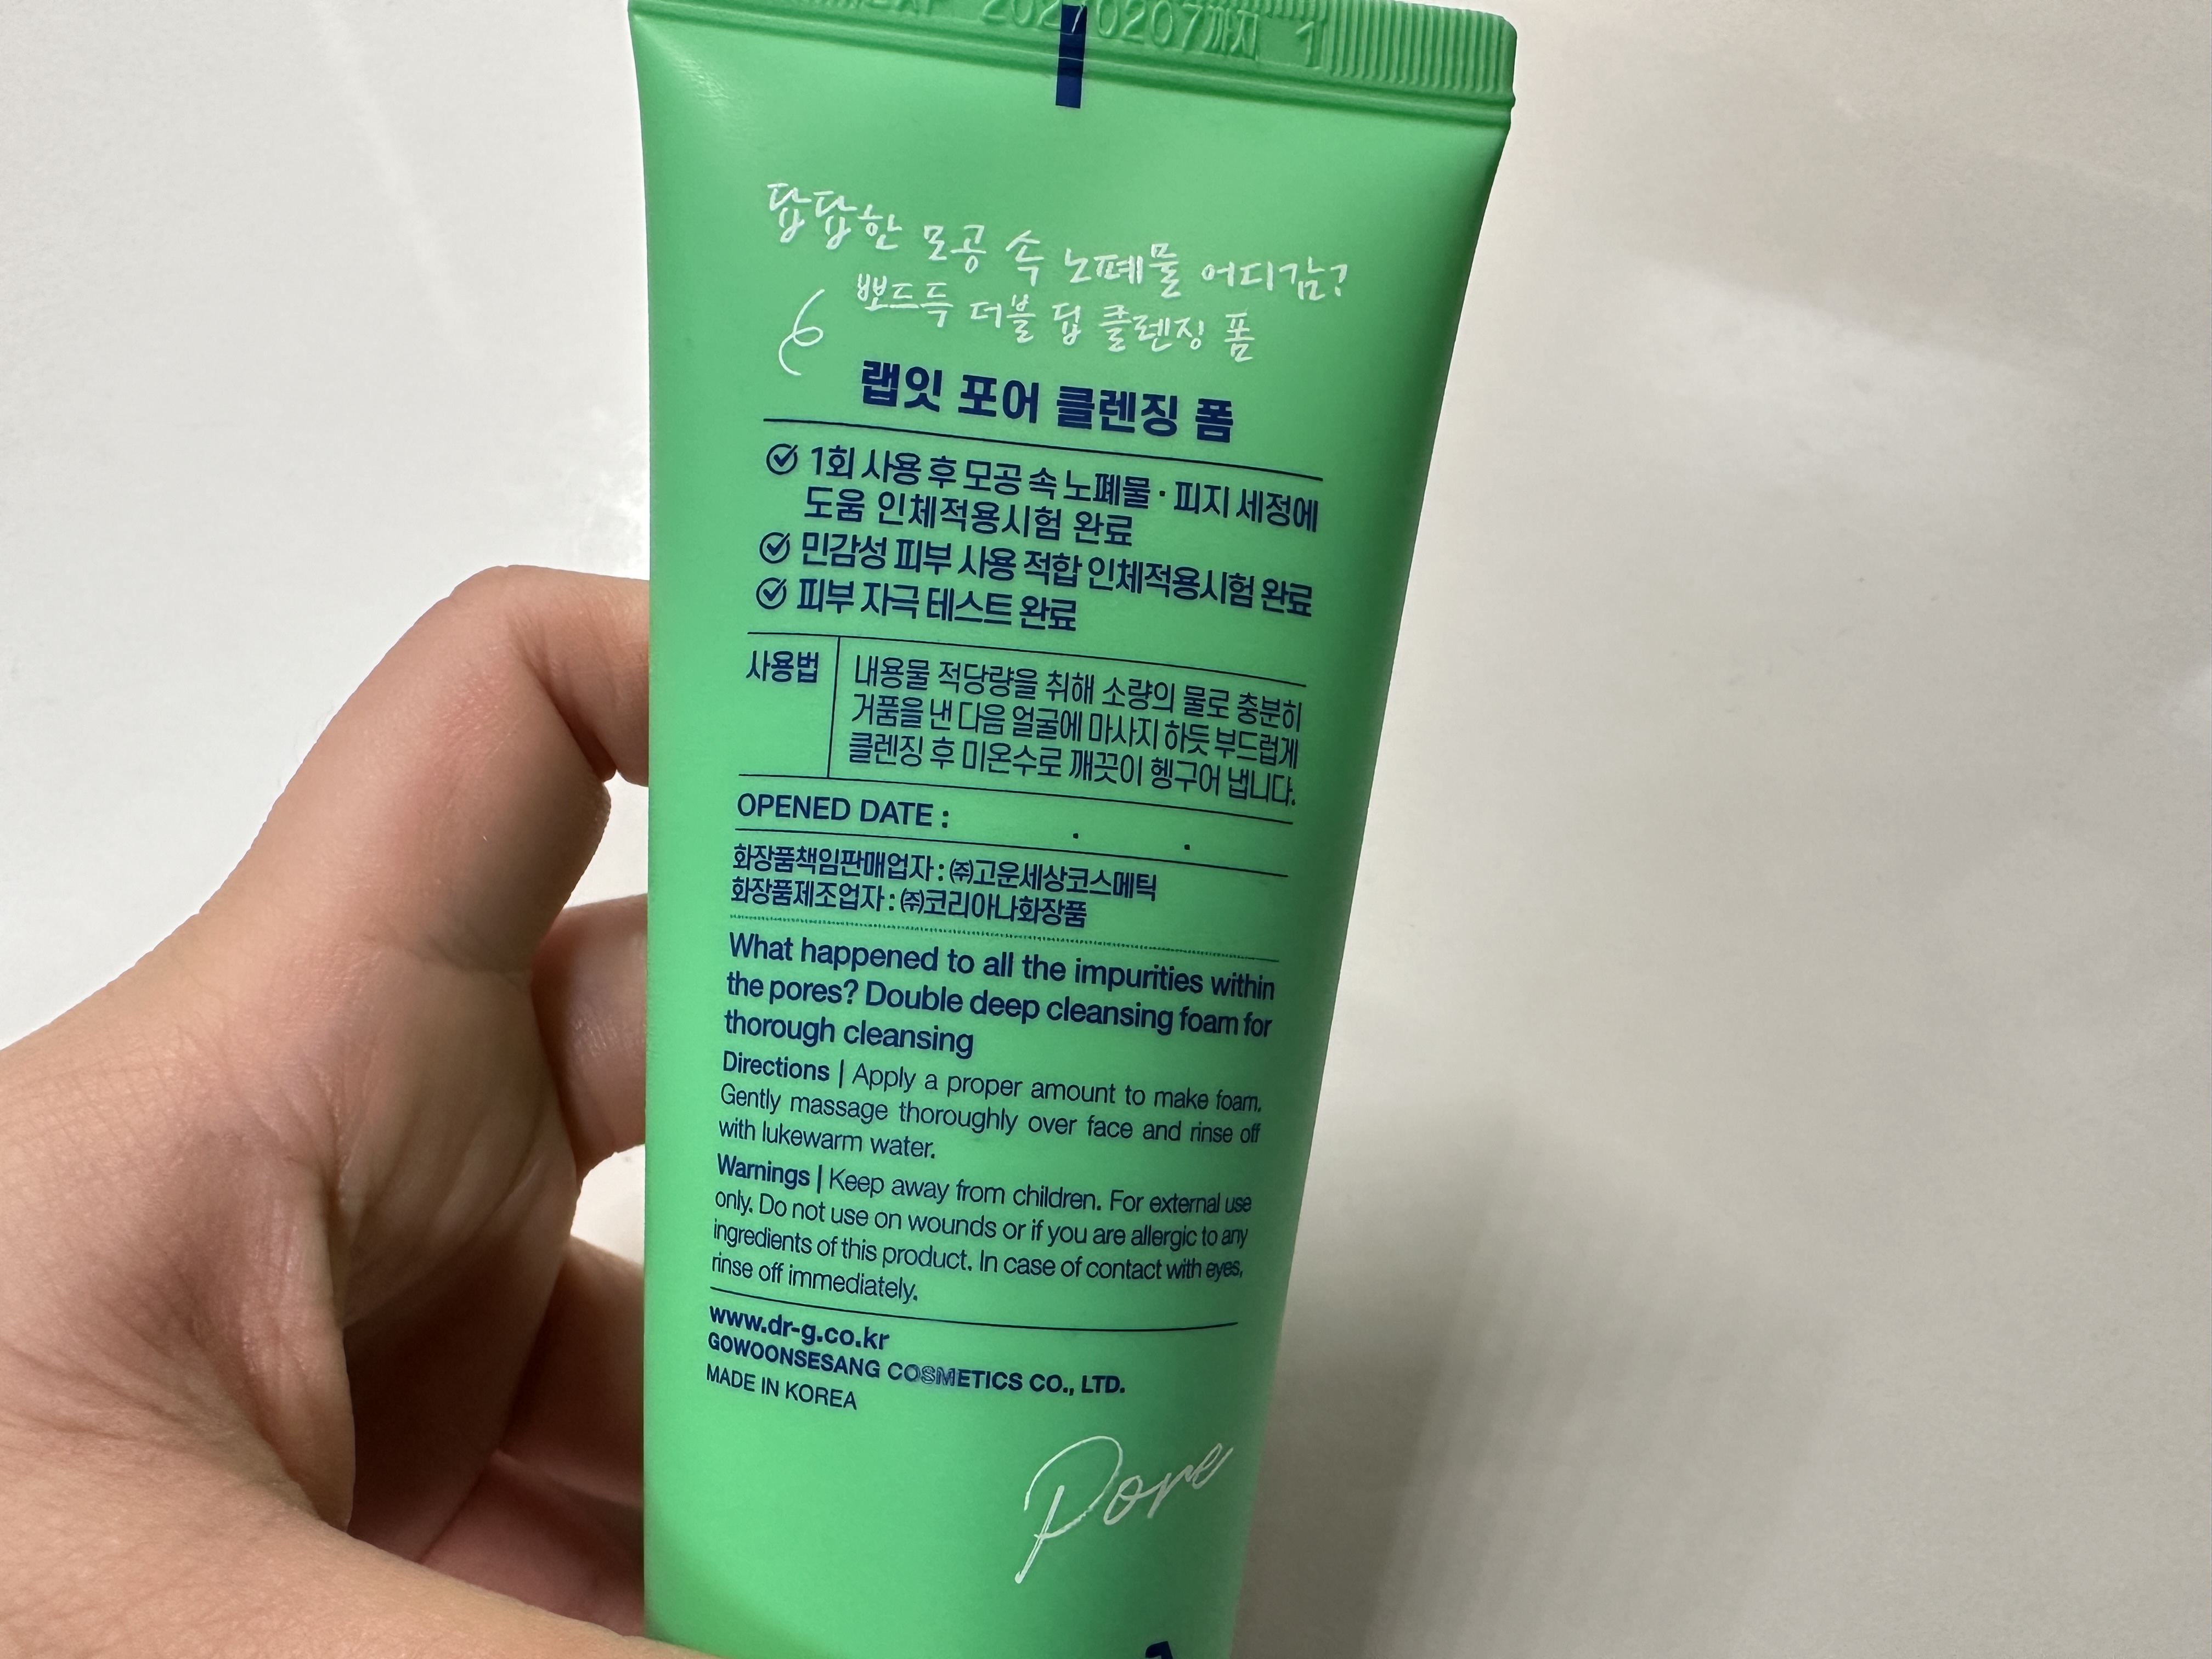 EXP 20270207까지 1
답답한 모공 속 노폐물 어디감?
뽀드득 더블 딥 클렌징 폼
랩잇 포어 클렌징 폼
1회 사용 후 모공 속 노폐물·피지 세정에
도움 인체적용시험 완료
민감성 피부 사용 적합 인체적용시험 완료
피부 자극 테스트 완료
사용법
내용물 적당량을 취해 소량의 물로 충분히
거품을 낸 다음 얼굴에 마사지 하듯 부드럽게
클렌징 후 미온수로 깨끗이 헹구어 냅니다.
OPENED DATE : . .
화장품책임판매업자 : ㈜고운세상코스메틱
화장품제조업자 : ㈜코리아나화장품
What happened to all the impurities within
the pores? Double deep cleansing foam for
thorough cleansing
Directions | Apply a proper amount to make foam.
Gently massage thoroughly over face and rinse off
with lukewarm water.
Warnings | Keep away from children. For external use
only. Do not use on wounds or if you are allergic to any
ingredients of this product. In case of contact with eyes,
rinse off immediately.
www.dr-g.co.kr
GOWOONSESANG COSMETICS CO., LTD.
MADE IN KOREA
Pore